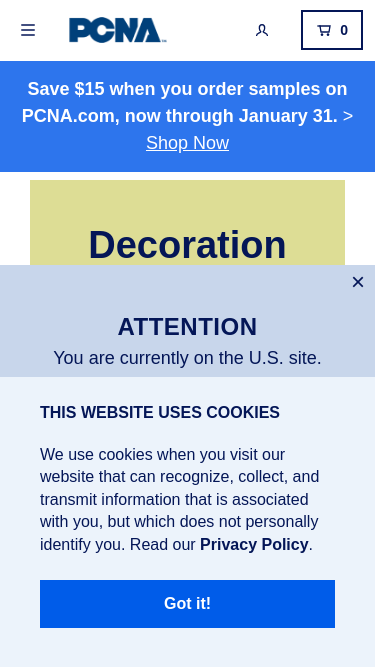 PCNA
0
Save $15 when you order samples on
PCNA.com, now through January 31. >
Shop Now
Decoration
×
ATTENTION
You are currently on the U.S. site.
THIS WEBSITE USES COOKIES
We use cookies when you visit our
website that can recognize, collect, and
transmit information that is associated
with you, but which does not personally
identify you. Read our Privacy Policy.
Got it!